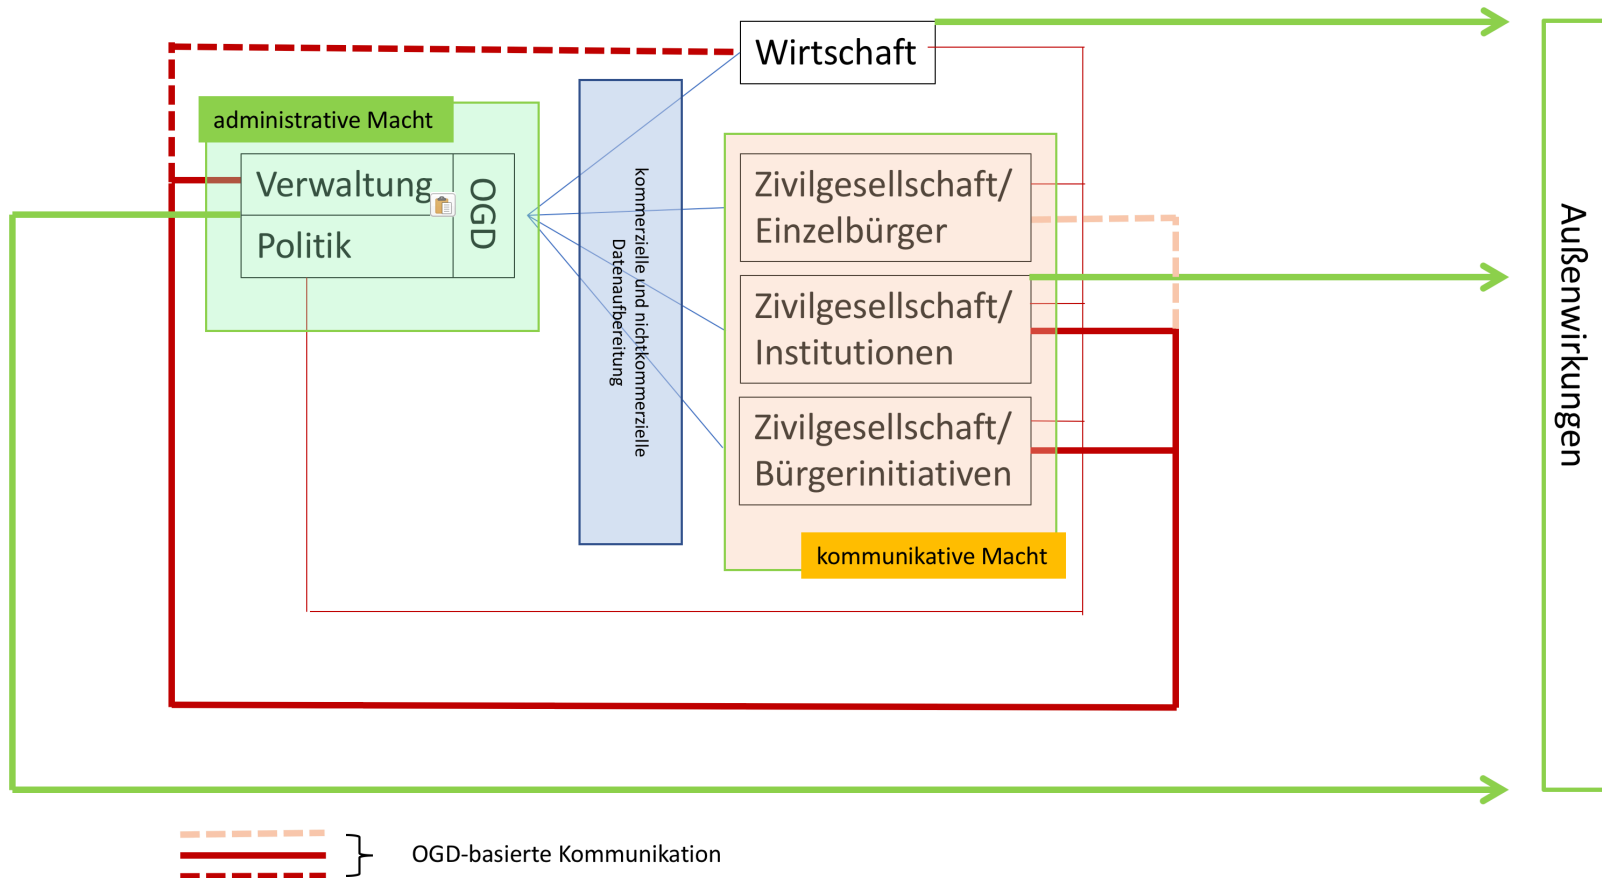 Wirtschaft
administrative Macht
Verwaltung
Politik
OGD
kommerzielle und nichtkommerzielle
Datenaufbereitung
Zivilgesellschaft/
Einzelbürger
Zivilgesellschaft/
Institutionen
Zivilgesellschaft/
Bürgerinitiativen
kommunikative Macht
Außenwirkungen
OGD-basierte Kommunikation